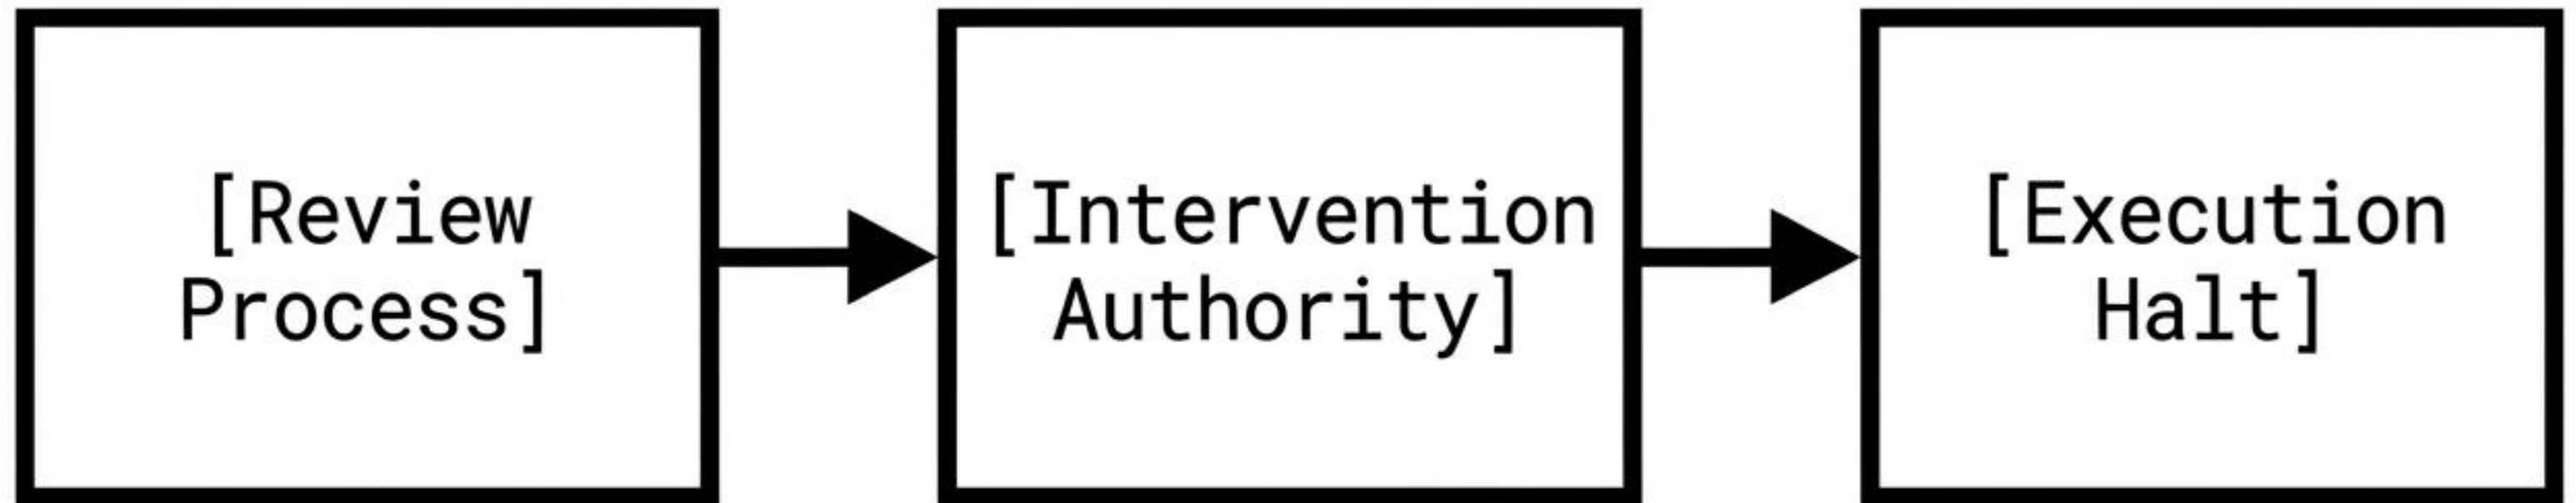 [Review
Process]
[Intervention
Authority]
[Execution
Halt]